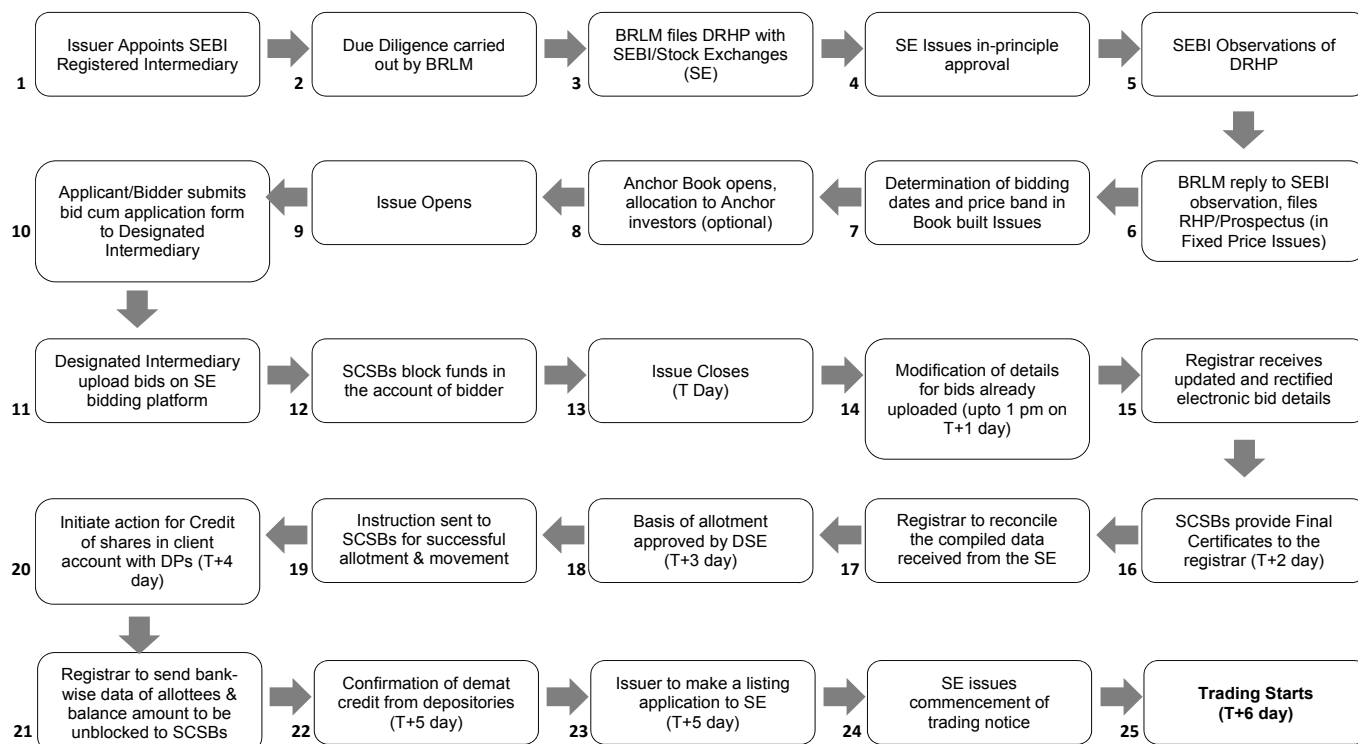 Issuer Appoints SEBI
Registered Intermediary
1
Due Diligence carried
out by BRLM
2
BRLM files DRHP with
SEBI/Stock Exchanges
(SE)
3
SE Issues in-principle
approval
4
SEBI Observations of
DRHP
5
BRLM reply to SEBI
observation, files
RHP/Prospectus (in
Fixed Price Issues)
6
Determination of bidding
dates and price band in
Book built Issues
7
Anchor Book opens,
allocation to Anchor
investors (optional)
8
Issue Opens
9
Applicant/Bidder submits
bid cum application form
to Designated
Intermediary
10
Designated Intermediary
upload bids on SE
bidding platform
11
SCSBs block funds in
the account of bidder
12
Issue Closes
(T Day)
13
Modification of details
for bids already
uploaded (upto 1 pm on
T+1 day)
14
Registrar receives
updated and rectified
electronic bid details
15
SCSBs provide Final
Certificates to the
registrar (T+2 day)
16
Registrar to reconcile
the compiled data
received from the SE
17
Basis of allotment
approved by DSE
(T+3 day)
18
Instruction sent to
SCSBs for successful
allotment & movement
19
Initiate action for Credit
of shares in client
account with DPs (T+4
day)
20
Registrar to send bank-
wise data of allottees &
balance amount to be
unblocked to SCSBs
21
Confirmation of demat
credit from depositories
(T+5 day)
22
Issuer to make a listing
application to SE
(T+5 day)
23
SE issues
commencement of
trading notice
24
Trading Starts
(T+6 day)
25